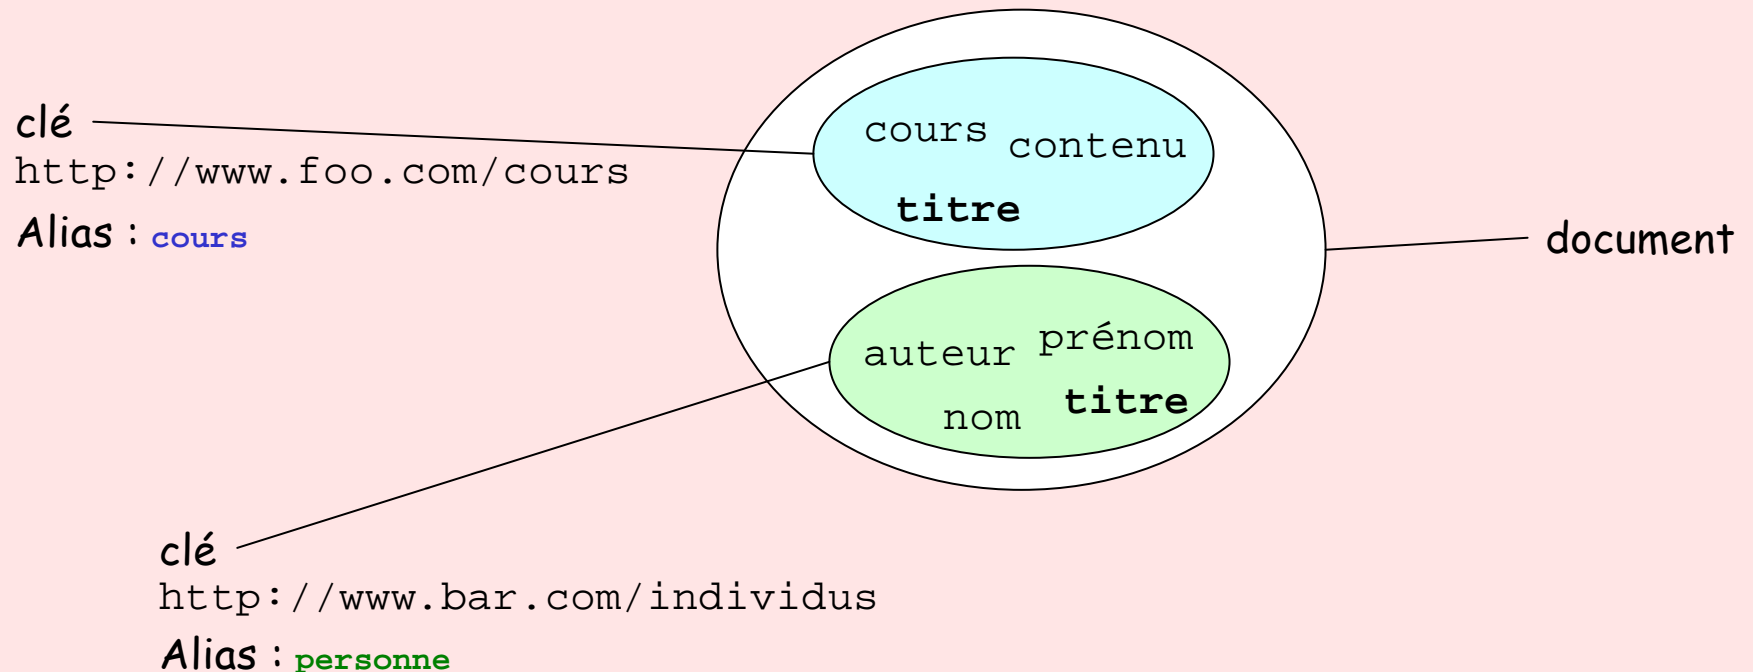 clé
http://www.foo.com/cours
Alias : cours
cours contenu
titre
document
auteur prénom
nom titre
clé
http://www.bar.com/individus
Alias : personne